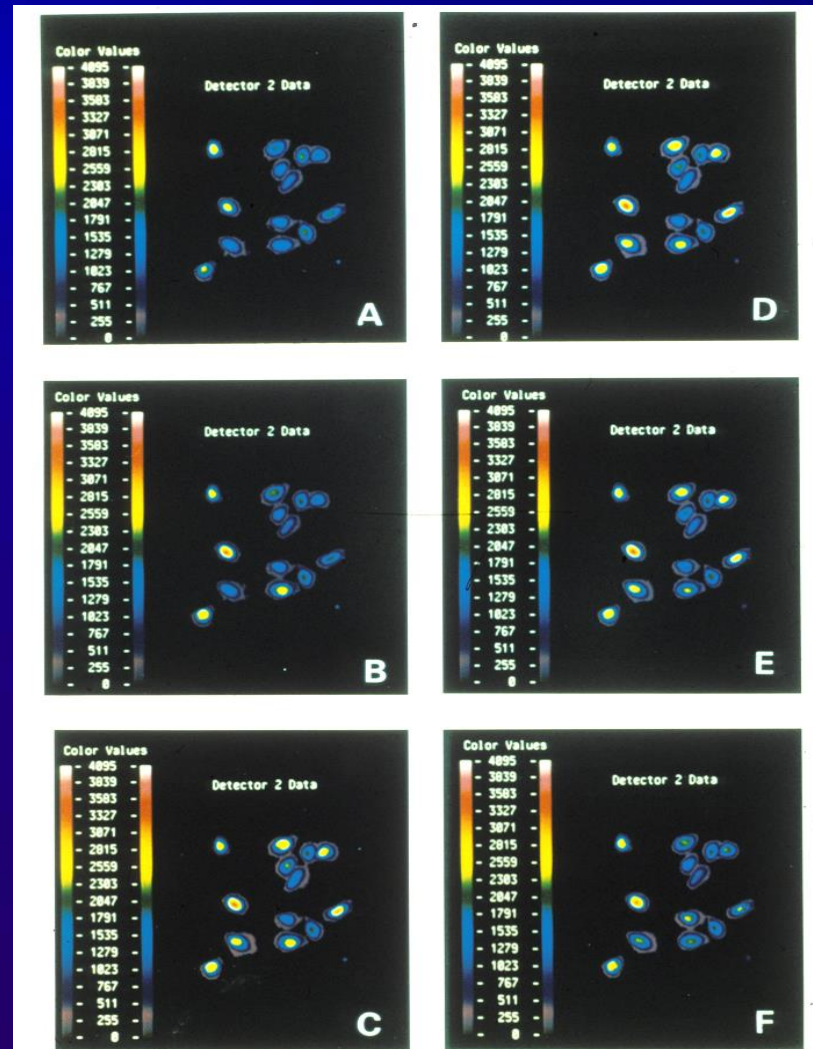 Color Values
- 4095 -
- 3839 -
- 3583 -
- 3327 -
- 3071 -
- 2815 -
- 2559 -
- 2303 -
- 2047 -
- 1791 -
- 1535 -
- 1279 -
- 1023 -
- 767 -
- 511 -
- 255 -
- 0 -
Detector 2 Data
A
Color Values
- 4095 -
- 3839 -
- 3583 -
- 3327 -
- 3071 -
- 2815 -
- 2559 -
- 2303 -
- 2047 -
- 1791 -
- 1535 -
- 1279 -
- 1023 -
- 767 -
- 511 -
- 255 -
- 0 -
Detector 2 Data
D
Color Values
- 4095 -
- 3839 -
- 3583 -
- 3327 -
- 3071 -
- 2815 -
- 2559 -
- 2303 -
- 2047 -
- 1791 -
- 1535 -
- 1279 -
- 1023 -
- 767 -
- 511 -
- 255 -
- 0 -
Detector 2 Data
B
Color Values
- 4095 -
- 3839 -
- 3583 -
- 3327 -
- 3071 -
- 2815 -
- 2559 -
- 2303 -
- 2047 -
- 1791 -
- 1535 -
- 1279 -
- 1023 -
- 767 -
- 511 -
- 255 -
- 0 -
Detector 2 Data
E
Color Values
- 4095 -
- 3839 -
- 3583 -
- 3327 -
- 3071 -
- 2815 -
- 2559 -
- 2303 -
- 2047 -
- 1791 -
- 1535 -
- 1279 -
- 1023 -
- 767 -
- 511 -
- 255 -
- 0 -
Detector 2 Data
C
Color Values
- 4095 -
- 3839 -
- 3583 -
- 3327 -
- 3071 -
- 2815 -
- 2559 -
- 2303 -
- 2047 -
- 1791 -
- 1535 -
- 1279 -
- 1023 -
- 767 -
- 511 -
- 255 -
- 0 -
Detector 2 Data
F